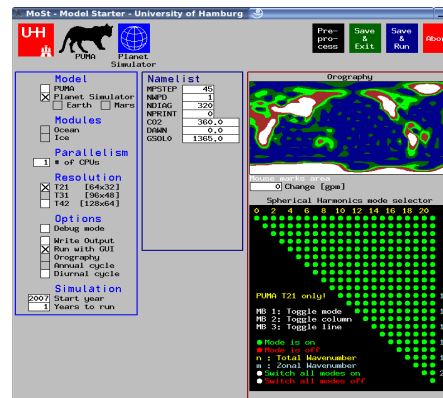 MoSt - Model Starter - University of Hamburg
UH
PUMA
Planet
Simulator
Pre-
pro-
cess
Save
&
Exit
Save
&
Run
Abou
Model
PUMA
Planet Simulator
Earth Mars
Modules
Ocean
Ice
Parallelism
1 # of CPUs
Resolution
T21 [64x32]
T31 [96x48]
T42 [128x64]
Options
Debug mode
Write Output
Run with GUI
Orography
Annual cycle
Diurnal cycle
Simulation
2007 Start year
1 Years to run
Namelist
MPSTEP 45
NWPD 1
NDIAG 320
NPRINT 0
CO2 360.0
DAWN 0.0
GSOL0 1365.0
Orography
Mouse marks area
0 Change [gpm]
Spherical Harmonics mode selector
0 2 4 6 8 10 12 14 16 18 20
PUMA T21 only!
MB 1: Toggle mode
MB 2: Toggle column
MB 3: Toggle line
Mode is on
Mode is off
n : Total Wavenumber
m : Zonal Wavenumber
Switch all modes on
Switch all modes off